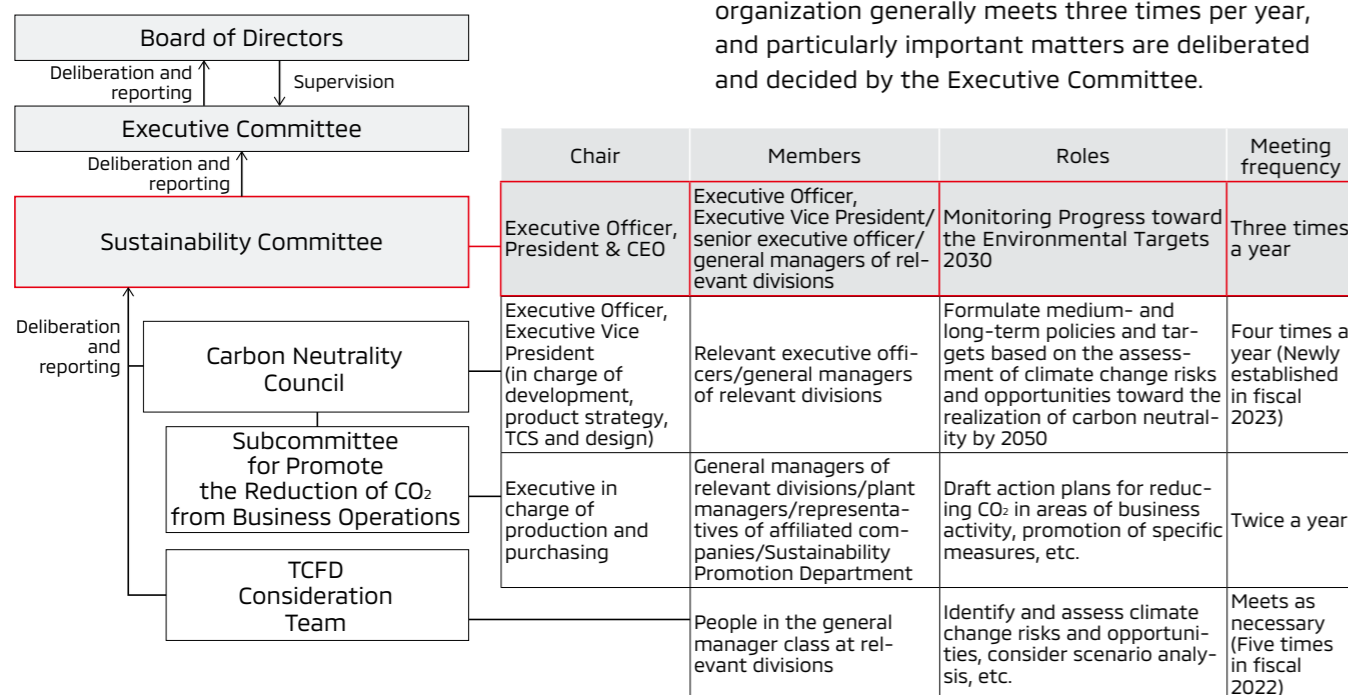 organization generally meets three times per year,
and particularly important matters are deliberated
and decided by the Executive Committee.
Board of Directors
Deliberation and
reporting
Supervision
Executive Committee
Deliberation and
reporting
Sustainability Committee
Deliberation
and
reporting
Carbon Neutrality
Council
Subcommittee
for Promote
the Reduction of CO₂
from Business Operations
TCFD
Consideration
Team
Chair
Members
Roles
Meeting
frequency
Executive Officer,
President & CEO
Executive Officer,
Executive Vice President/
senior executive officer/
general managers of rel-
evant divisions
Monitoring Progress toward
the Environmental Targets
2030
Three times
a year
Executive Officer,
Executive Vice
President
(in charge of
development,
product strategy,
TCS and design)
Relevant executive offi-
cers/general managers
of relevant divisions
Formulate medium- and
long-term policies and tar-
gets based on the assess-
ment of climate change risks
and opportunities toward the
realization of carbon neutral-
ity by 2050
Four times a
year (Newly
established
in fiscal
2023)
Executive in
charge of
production and
purchasing
General managers of
relevant divisions/plant
managers/representa-
tives of affiliated com-
panies/Sustainability
Promotion Department
Draft action plans for reduc-
ing CO₂ in areas of business
activity, promotion of specific
measures, etc.
Twice a year
People in the general
manager class at rel-
evant divisions
Identify and assess climate
change risks and opportuni-
ties, consider scenario analy-
sis, etc.
Meets as
necessary
(Five times
in fiscal
2022)